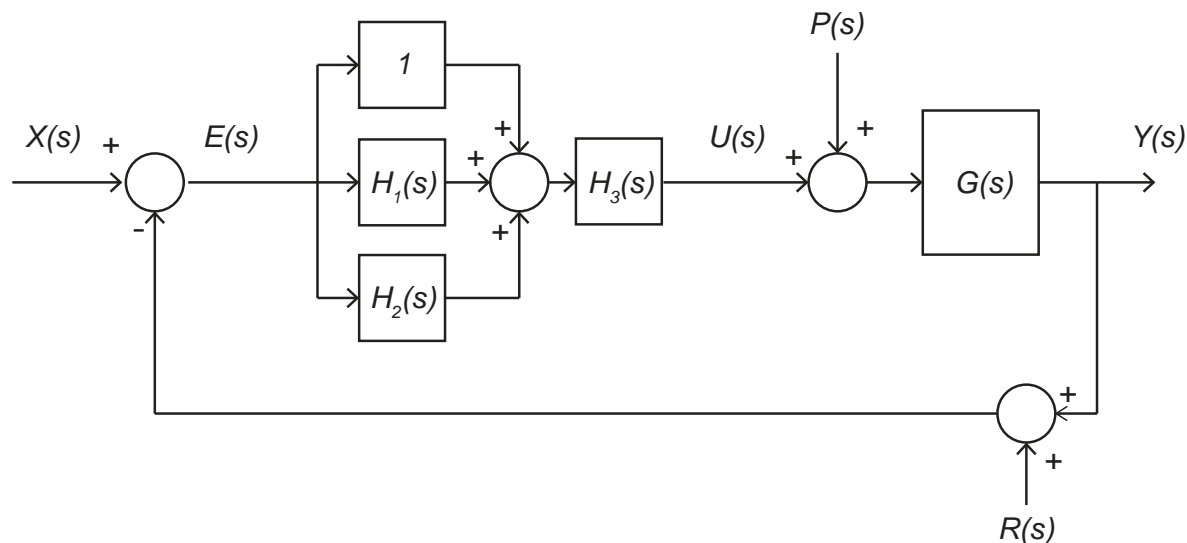 P(s)
1
X(s)
+
E(s)
+
+
H₁(s)
H₃(s)
U(s)
+
+
G(s)
Y(s)
-
+
H₂(s)
+
+
R(s)